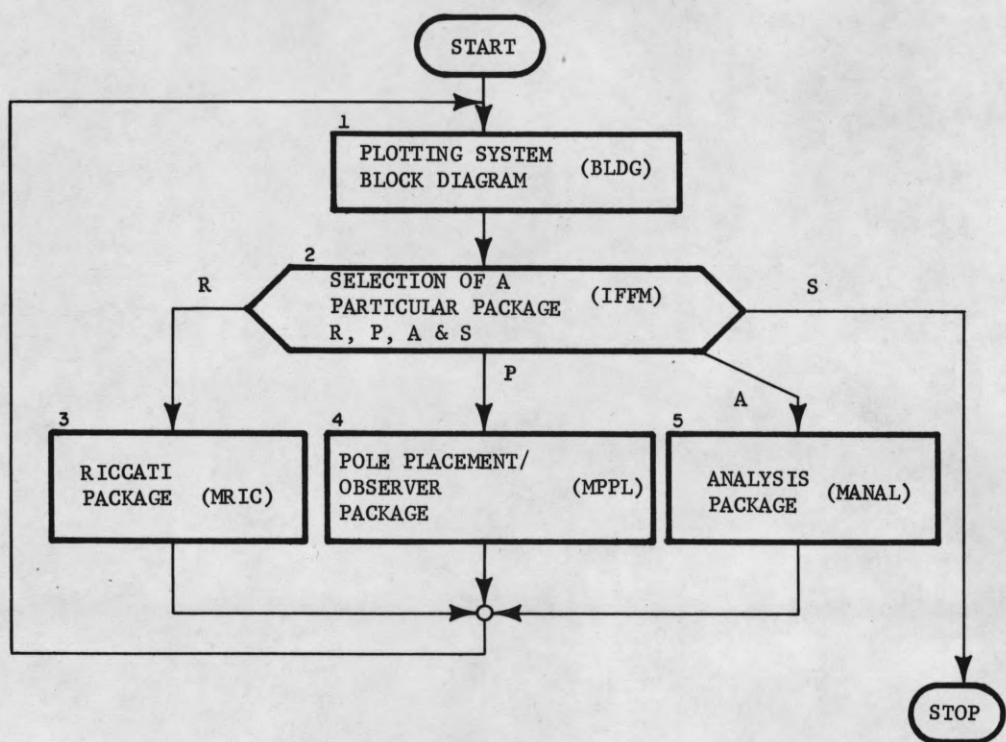 START
1
PLOTTING SYSTEM
BLOCK DIAGRAM (BLDG)
2
SELECTION OF A
PARTICULAR PACKAGE (IFFM)
R, P, A & S
R
S
P
A
3
RICCATI
PACKAGE (MRIC)
4
POLE PLACEMENT/
OBSERVER (MPPL)
PACKAGE
5
ANALYSIS
PACKAGE (MANAL)
STOP